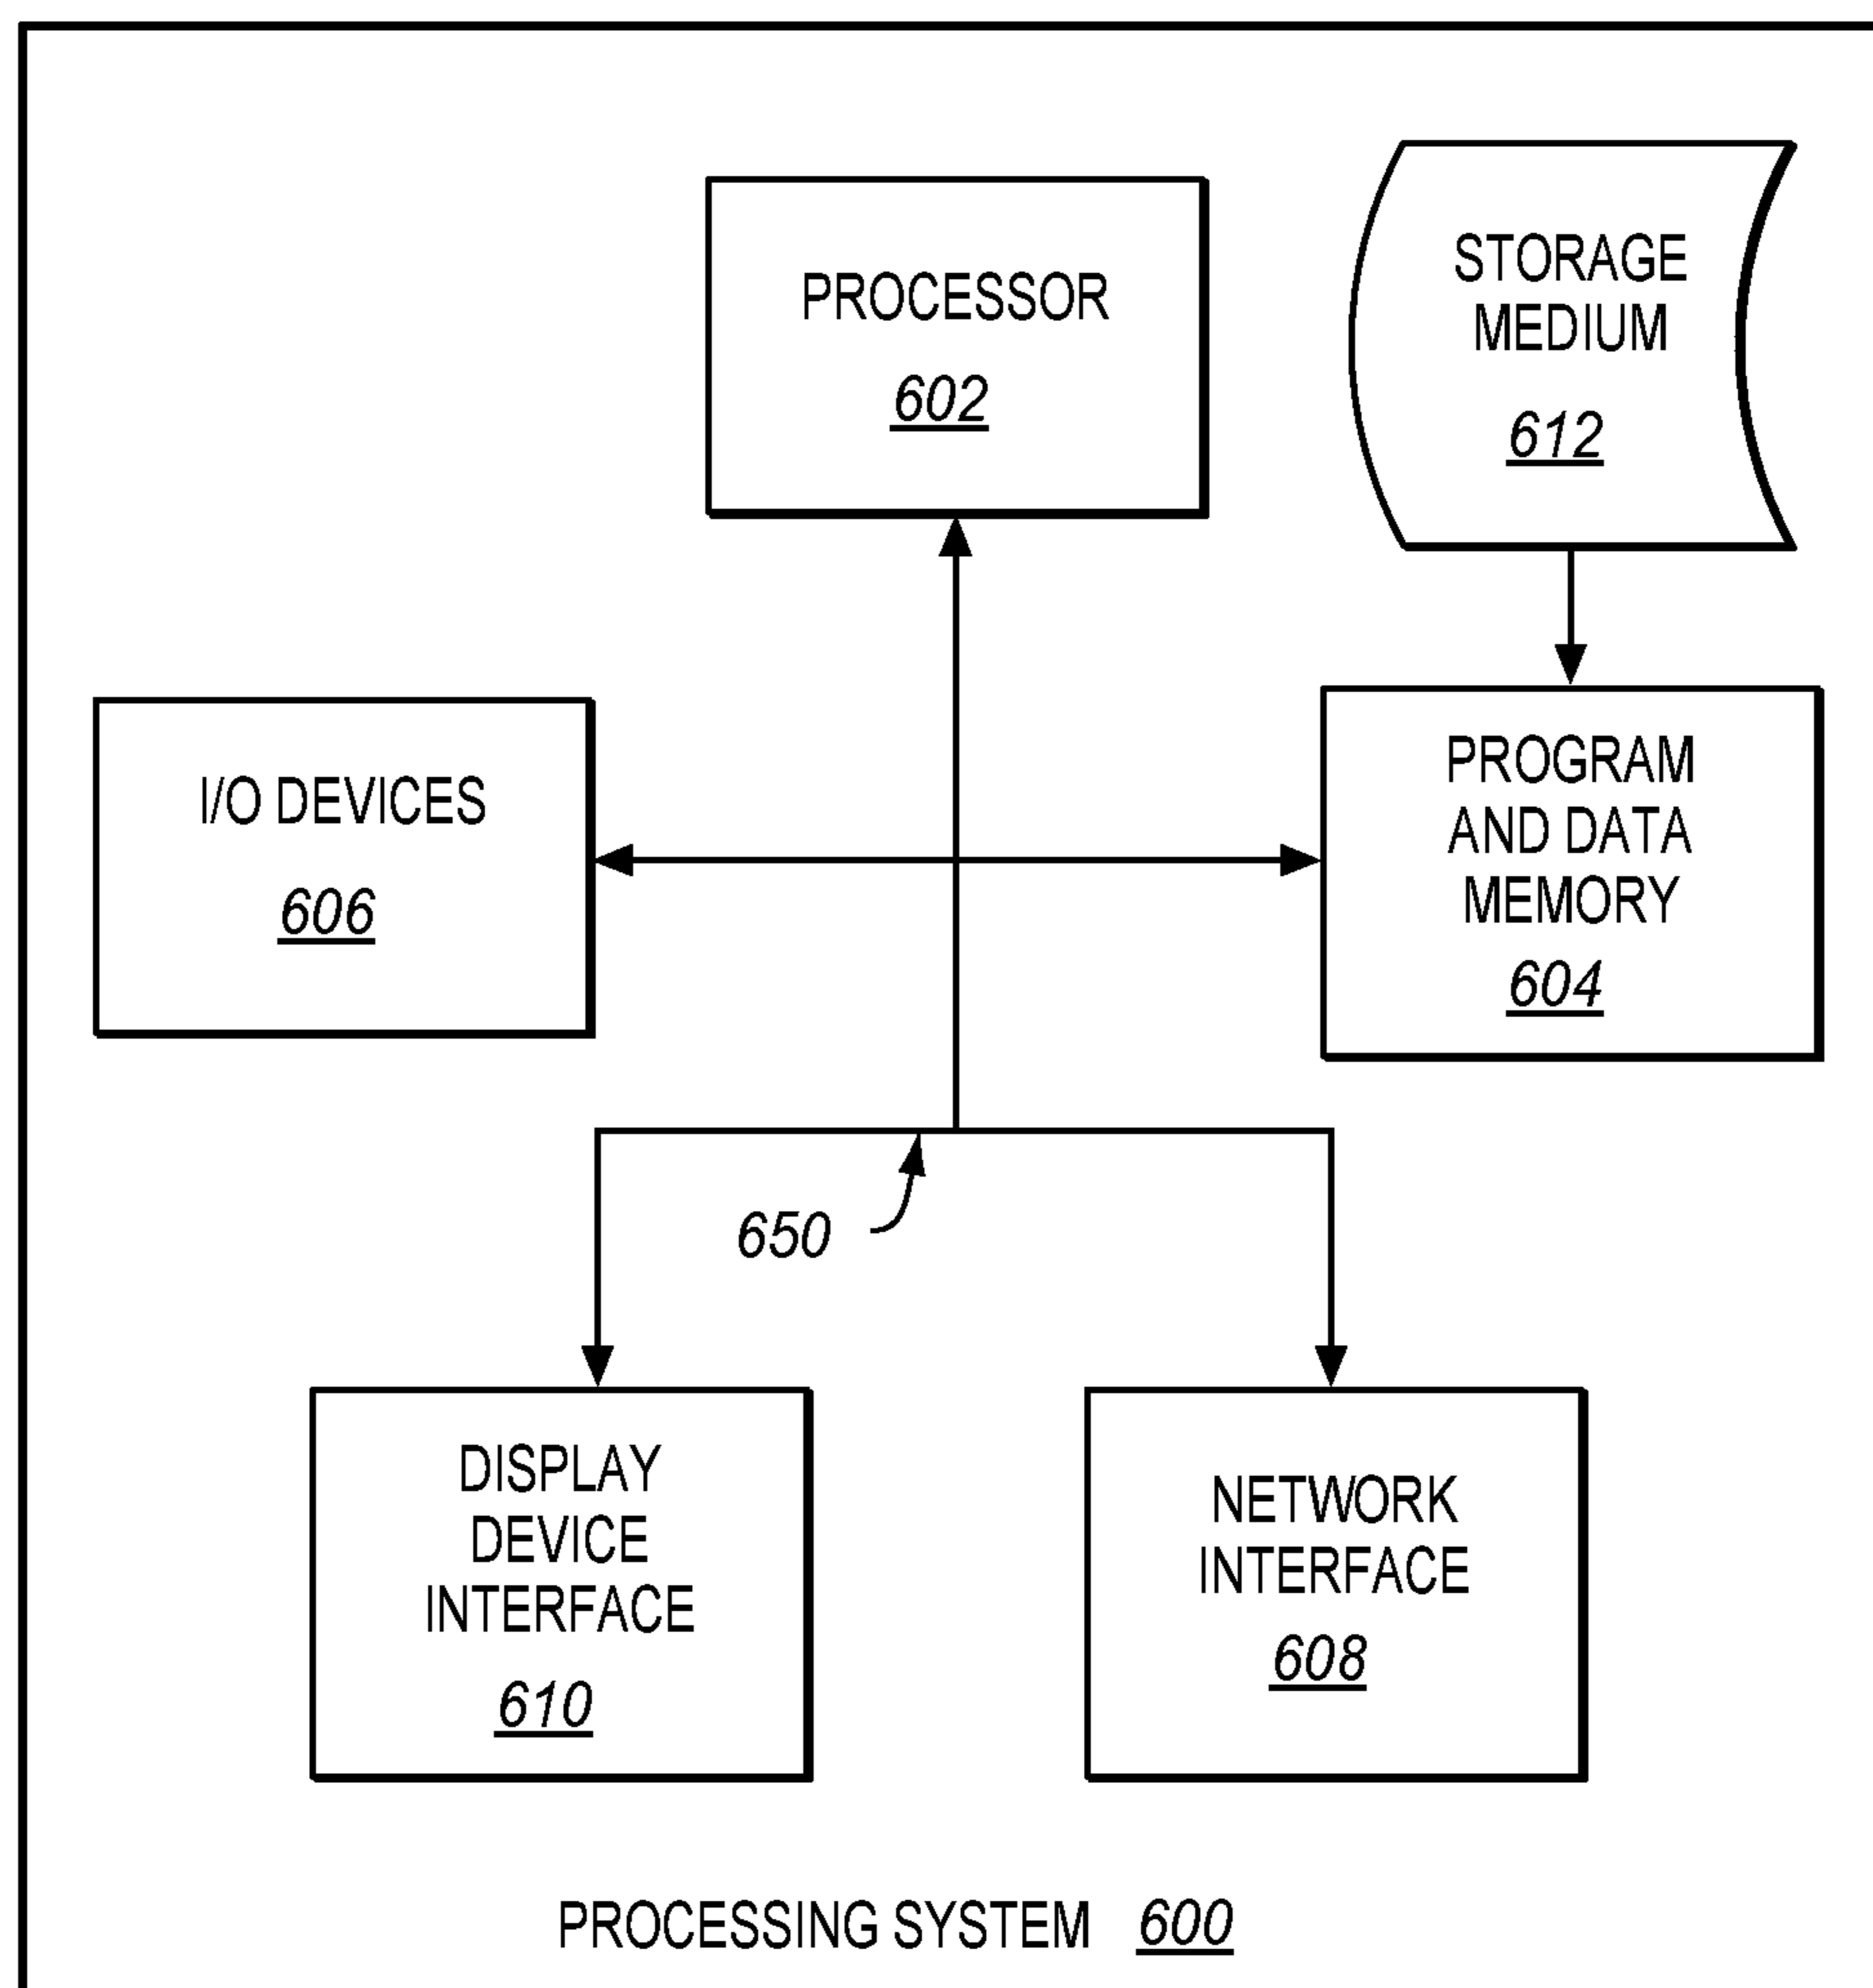 PROCESSOR
602
STORAGE
MEDIUM
612
I/O DEVICES
606
PROGRAM
AND DATA
MEMORY
604
650
DISPLAY
DEVICE
INTERFACE
610
NETWORK
INTERFACE
608
PROCESSING SYSTEM 600